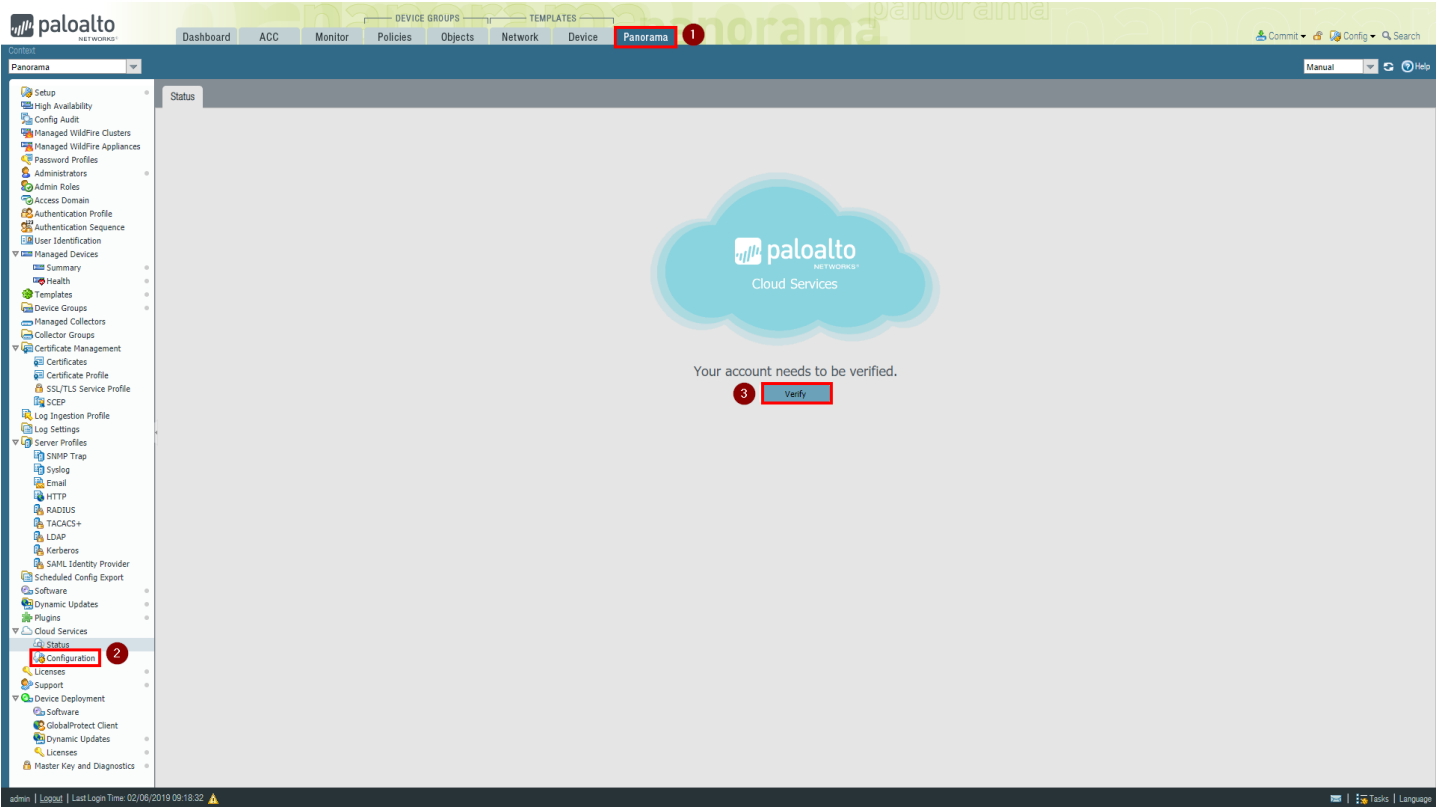 paloalto
NETWORKS®
DEVICE GROUPS
TEMPLATES
Dashboard
ACC
Monitor
Policies
Objects
Network
Device
Panorama
1
panorama
panorama
Commit
Config
Search
Context
Panorama
Manual
Help
Setup
High Availability
Config Audit
Managed WildFire Clusters
Managed WildFire Appliances
Password Profiles
Administrators
Admin Roles
Access Domain
Authentication Profile
Authentication Sequence
User Identification
Managed Devices
Summary
Health
Templates
Device Groups
Managed Collectors
Collector Groups
Certificate Management
Certificates
Certificate Profile
SSL/TLS Service Profile
SCEP
Log Ingestion Profile
Log Settings
Server Profiles
SNMP Trap
Syslog
Email
HTTP
RADIUS
TACACS+
LDAP
Kerberos
SAML Identity Provider
Scheduled Config Export
Software
Dynamic Updates
Plugins
Cloud Services
Status
Configuration
2
Licenses
Support
Device Deployment
Software
GlobalProtect Client
Dynamic Updates
Licenses
Master Key and Diagnostics
Status
paloalto
NETWORKS®
Cloud Services
Your account needs to be verified.
3
Verify
admin | Logout | Last Login Time: 02/06/2019 09:18:32
Tasks | Language